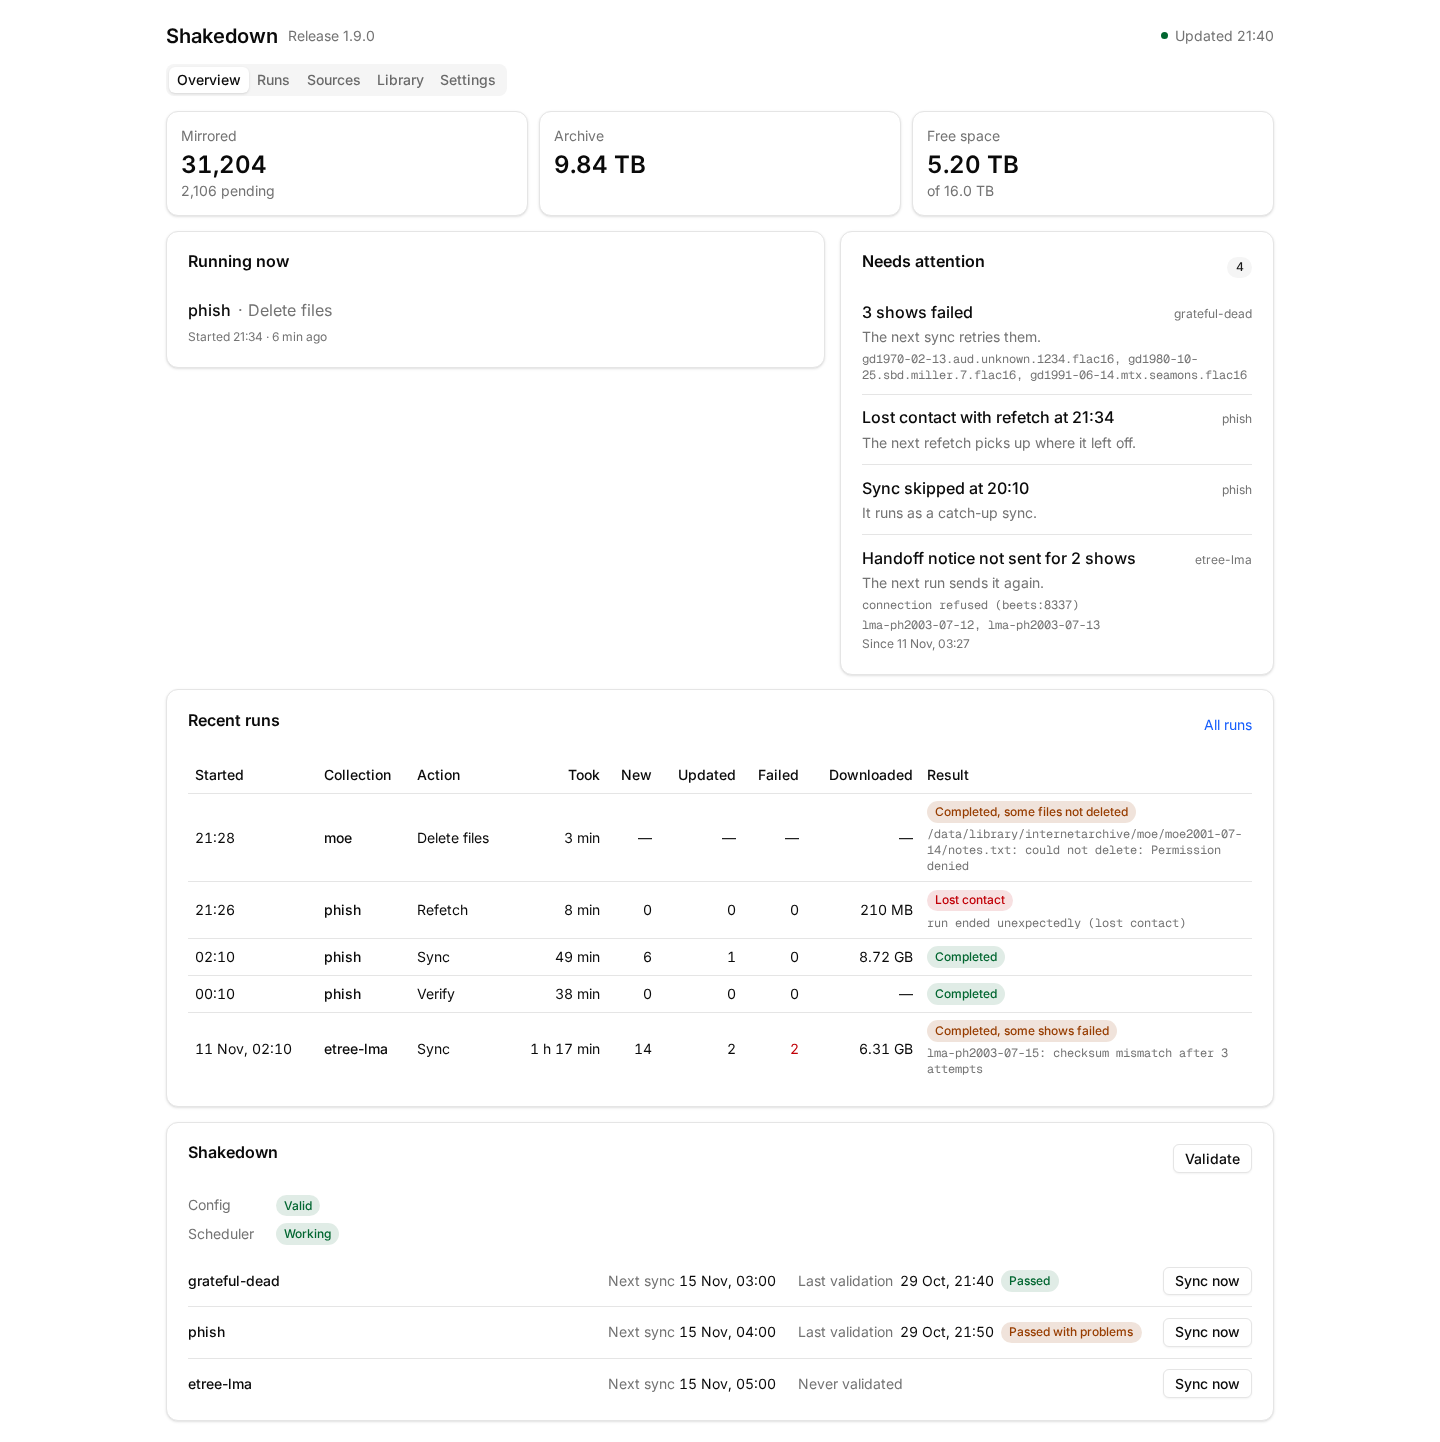 Shakedown Release 1.9.0
Updated 21:40
Overview Runs Sources Library Settings
Mirrored
31,204
2,106 pending
Archive
9.84 TB
Free space
5.20 TB
of 16.0 TB
Running now
phish · Delete files
Started 21:34 · 6 min ago
Needs attention
4
3 shows failed grateful-dead
The next sync retries them.
gd1970-02-13.aud.unknown.1234.flac16, gd1980-10-
25.sbd.miller.7.flac16, gd1991-06-14.mtx.seamons.flac16
Lost contact with refetch at 21:34 phish
The next refetch picks up where it left off.
Sync skipped at 20:10 phish
It runs as a catch-up sync.
Handoff notice not sent for 2 shows etree-lma
The next run sends it again.
connection refused (beets:8337)
lma-ph2003-07-12, lma-ph2003-07-13
Since 11 Nov, 03:27
Recent runs
All runs
Started Collection Action Took New Updated Failed Downloaded Result
21:28 moe Delete files 3 min — — — — Completed, some files not deleted
/data/library/internetarchive/moe/moe2001-07-
14/notes.txt: could not delete: Permission
denied
21:26 phish Refetch 8 min 0 0 0 210 MB Lost contact
run ended unexpectedly (lost contact)
02:10 phish Sync 49 min 6 1 0 8.72 GB Completed
00:10 phish Verify 38 min 0 0 0 — Completed
11 Nov, 02:10 etree-lma Sync 1 h 17 min 14 2 2 6.31 GB Completed, some shows failed
lma-ph2003-07-15: checksum mismatch after 3
attempts
Shakedown
Validate
Config Valid
Scheduler Working
grateful-dead Next sync 15 Nov, 03:00 Last validation 29 Oct, 21:40 Passed Sync now
phish Next sync 15 Nov, 04:00 Last validation 29 Oct, 21:50 Passed with problems Sync now
etree-lma Next sync 15 Nov, 05:00 Never validated Sync now